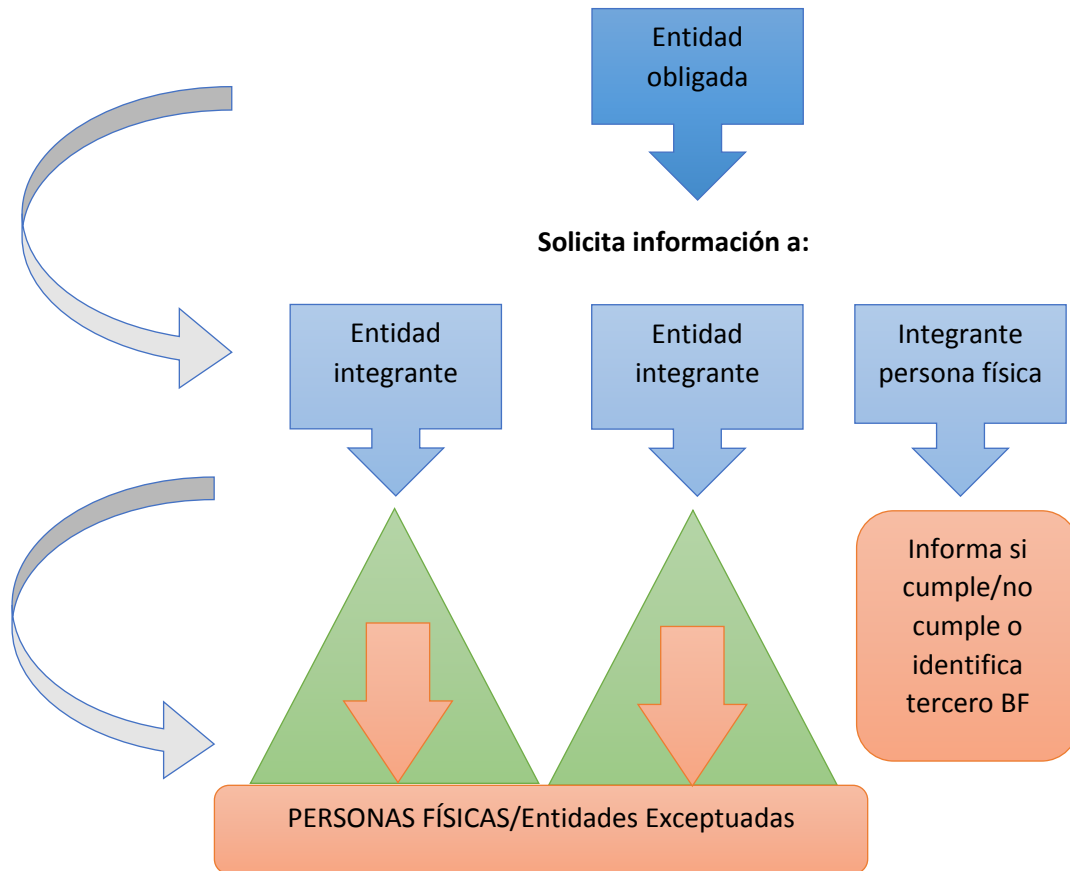 Entidad
obligada
Solicita información a:
Entidad
integrante
Entidad
integrante
Integrante
persona física
Informa si
cumple/no
cumple o
identifica
tercero BF
PERSONAS FÍSICAS/Entidades Exceptuadas